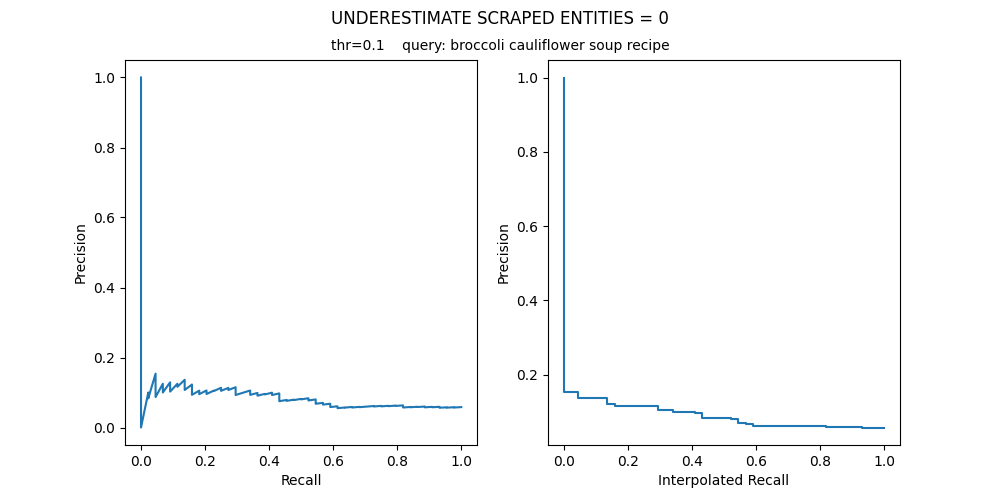 UNDERESTIMATE SCRAPED ENTITIES = 0
thr=0.1    query: broccoli cauliflower soup recipe
1.0
0.8
0.6
0.4
0.2
0.0
Precision
0.0 0.2 0.4 0.6 0.8 1.0
Recall
1.0
0.8
0.6
0.4
0.2
Precision
0.0 0.2 0.4 0.6 0.8 1.0
Interpolated Recall